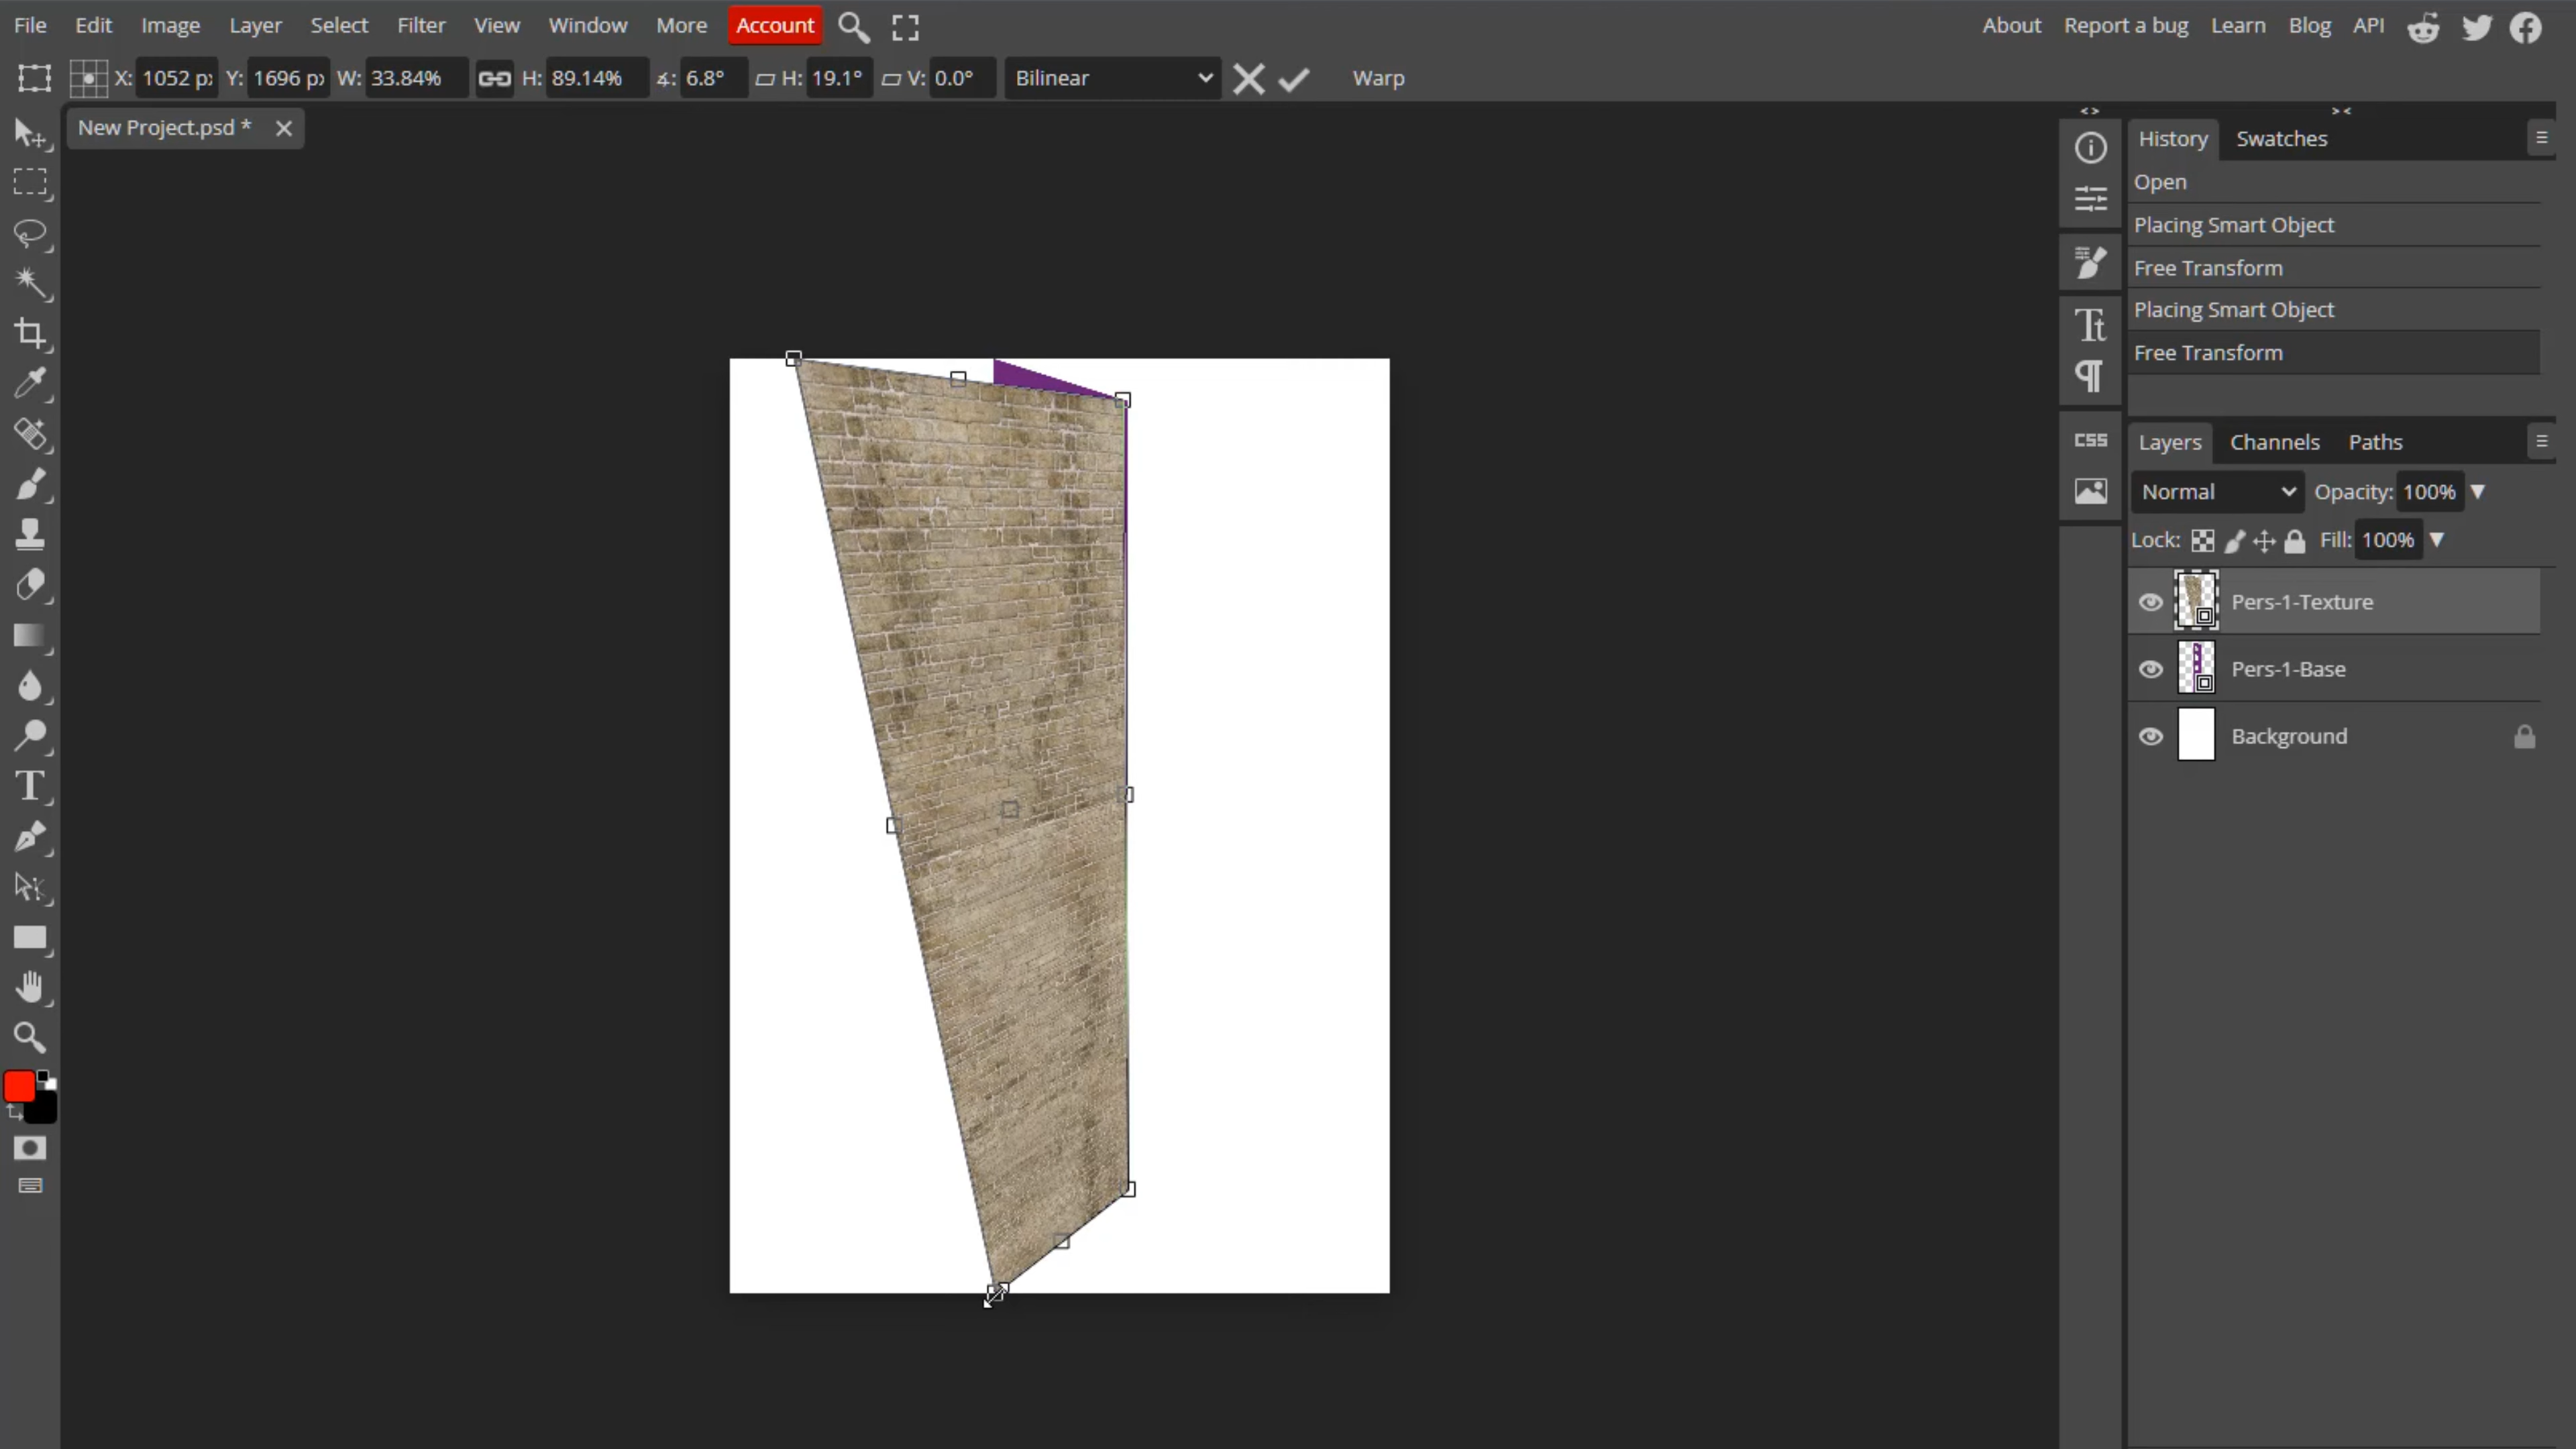 File Edit Image Layer Select Filter View Window More Account About Report a bug Learn Blog API
X: 1052 px Y: 1696 px W: 33.84% H: 89.14% ∡: 6.8° H: 19.1° V: 0.0° Bilinear Warp
New Project.psd *
< >
> <
History Swatches
Open
Placing Smart Object
Free Transform
Placing Smart Object
Free Transform
CSS
Layers Channels Paths
Normal Opacity: 100%
Lock: Fill: 100%
Pers-1-Texture
Pers-1-Base
Background